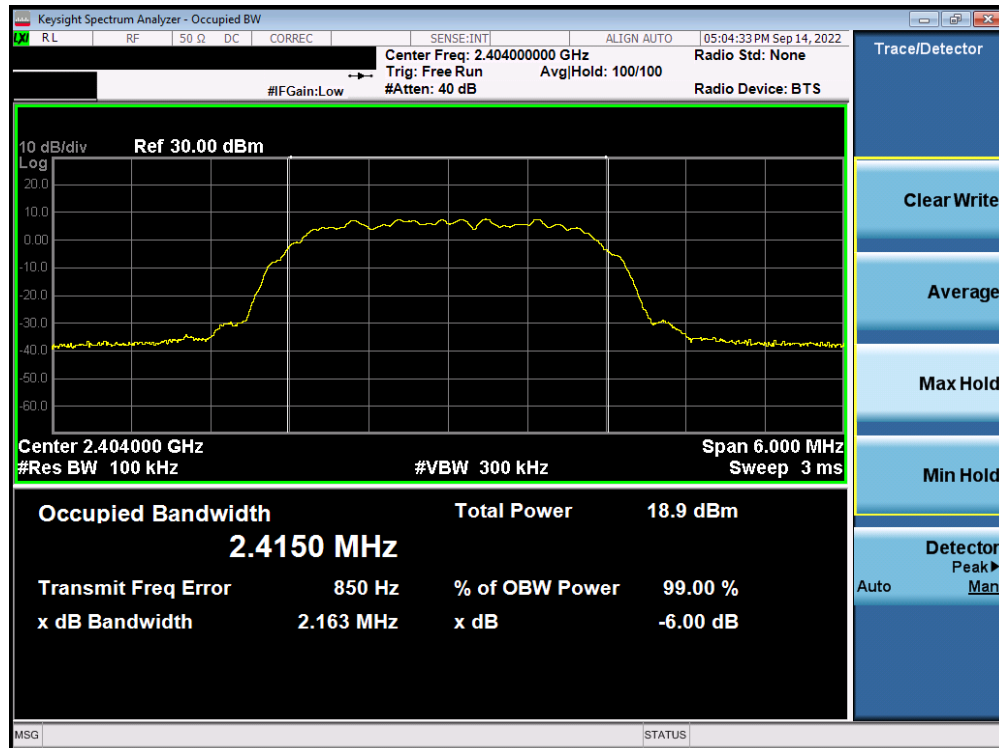 Keysight Spectrum Analyzer - Occupied BW
LXI RL RF 50 Ω DC CORREC SENSE:INT ALIGN AUTO 05:04:33 PM Sep 14, 2022
Center Freq: 2.404000000 GHz Radio Std: None
Trig: Free Run Avg|Hold: 100/100
#IFGain:Low #Atten: 40 dB Radio Device: BTS
10 dB/div Ref 30.00 dBm
Log
20.0
10.0
0.00
-10.0
-20.0
-30.0
-40.0
-50.0
-60.0
Center 2.404000 GHz Span 6.000 MHz
#Res BW 100 kHz #VBW 300 kHz Sweep 3 ms
Occupied Bandwidth Total Power 18.9 dBm
2.4150 MHz
Transmit Freq Error 850 Hz % of OBW Power 99.00 %
x dB Bandwidth 2.163 MHz x dB -6.00 dB
MSG STATUS
Trace/Detector
Clear Write
Average
Max Hold
Min Hold
Detector
Peak▶
Auto Man